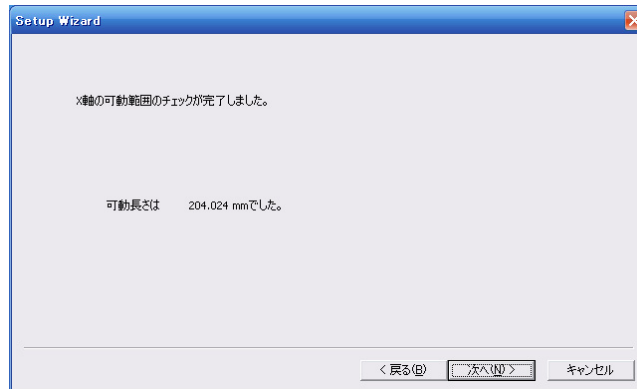 Setup Wizard
X軸の可動範囲のチェックが完了しました。
可動長さは 204.024 mmでした。
< 戻る(B) 次へ(N) > キャンセル